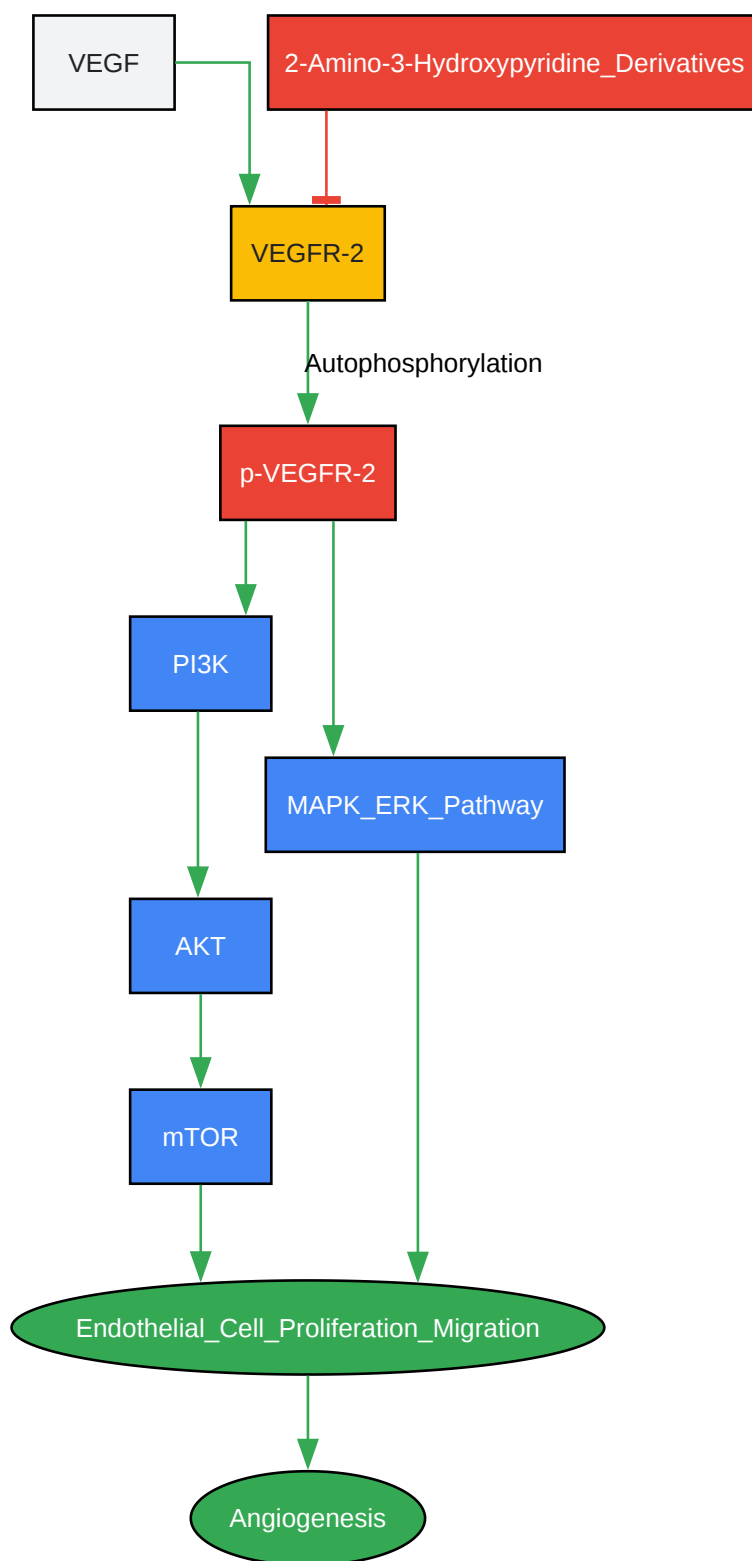 VEGF
2-Amino-3-Hydroxypyridine_Derivatives
VEGFR-2
Autophosphorylation
p-VEGFR-2
PI3K
MAPK_ERK_Pathway
AKT
mTOR
Endothelial_Cell_Proliferation_Migration
Angiogenesis